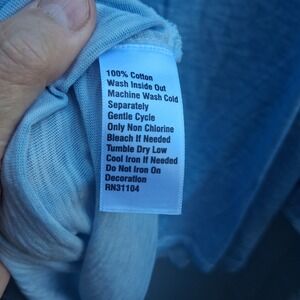 100% Cotton
Wash Inside Out
Machine Wash Cold
Separately
Gentle Cycle
Only Non Chlorine
Bleach If Needed
Tumble Dry Low
Cool Iron If Needed
Do Not Iron On
Decoration
RN31104